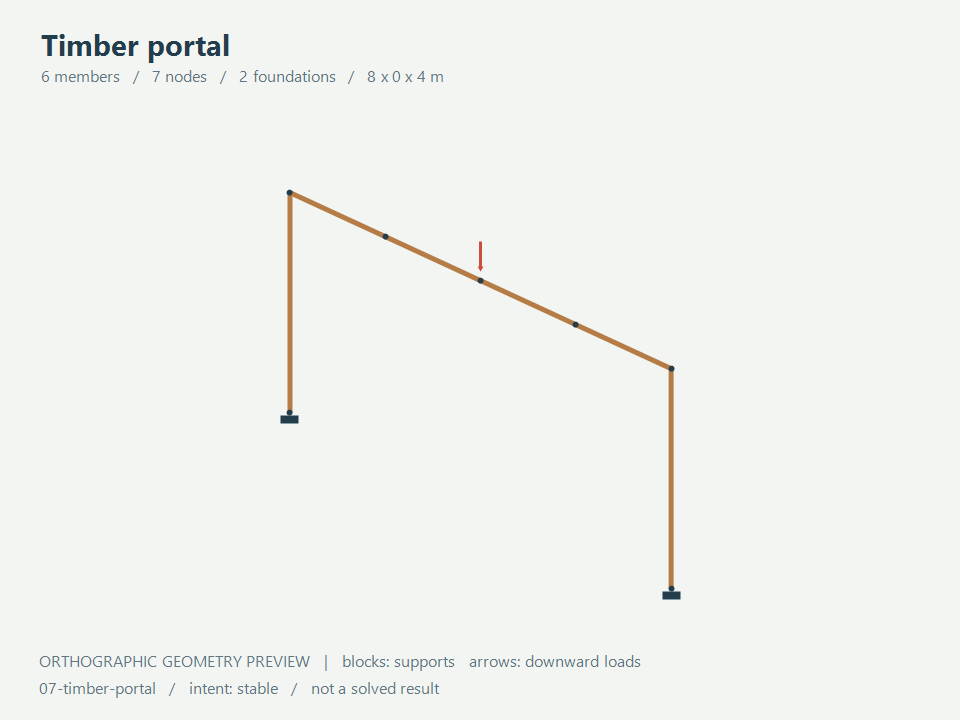 Timber portal
6 members / 7 nodes / 2 foundations / 8 x 0 x 4 m
ORTHOGRAPHIC GEOMETRY PREVIEW | blocks: supports arrows: downward loads
07-timber-portal / intent: stable / not a solved result